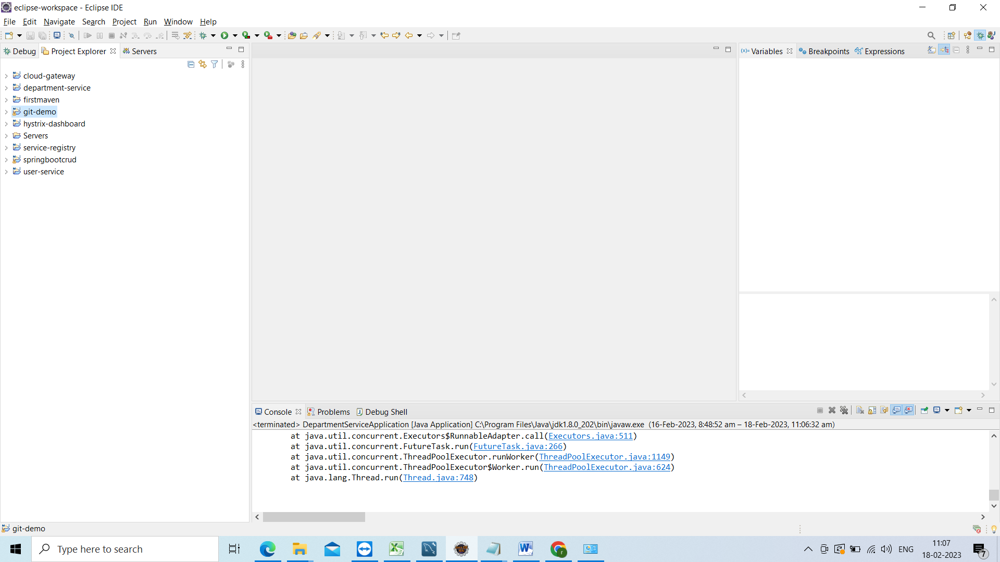 eclipse-workspace - Eclipse IDE
File Edit Navigate Search Project Run Window Help
Debug Project Explorer Servers
cloud-gateway
department-service
firstmaven
git-demo
hystrix-dashboard
Servers
service-registry
springbootcrud
user-service
(x)= Variables Breakpoints Expressions
Console Problems Debug Shell
<terminated> DepartmentServiceApplication [Java Application] C:\Program Files\Java\jdk1.8.0_202\bin\javaw.exe (16-Feb-2023, 8:48:52 am – 18-Feb-2023, 11:06:32 am)
at java.util.concurrent.Executors$RunnableAdapter.call(Executors.java:511)
at java.util.concurrent.FutureTask.run(FutureTask.java:266)
at java.util.concurrent.ThreadPoolExecutor.runWorker(ThreadPoolExecutor.java:1149)
at java.util.concurrent.ThreadPoolExecutor$Worker.run(ThreadPoolExecutor.java:624)
at java.lang.Thread.run(Thread.java:748)
git-demo
Type here to search
ENG
11:07
18-02-2023
7